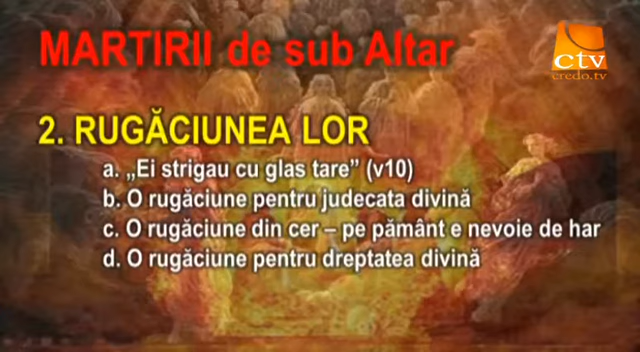 MARTIRII de sub Altar
ctv
credo.tv
2. RUGĂCIUNEA LOR
a. „Ei strigau cu glas tare” (v10)
b. O rugăciune pentru judecata divină
c. O rugăciune din cer – pe pământ e nevoie de har
d. O rugăciune pentru dreptatea divină